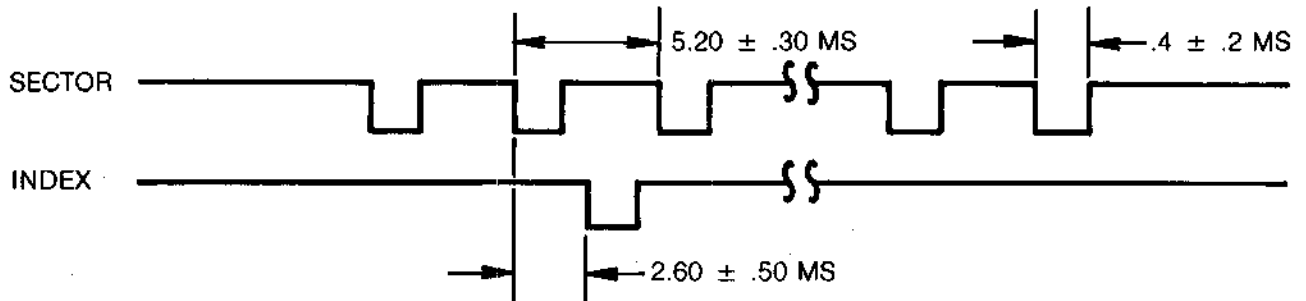 5.20 ± .30 MS
.4 ± .2 MS
SECTOR
INDEX
2.60 ± .50 MS